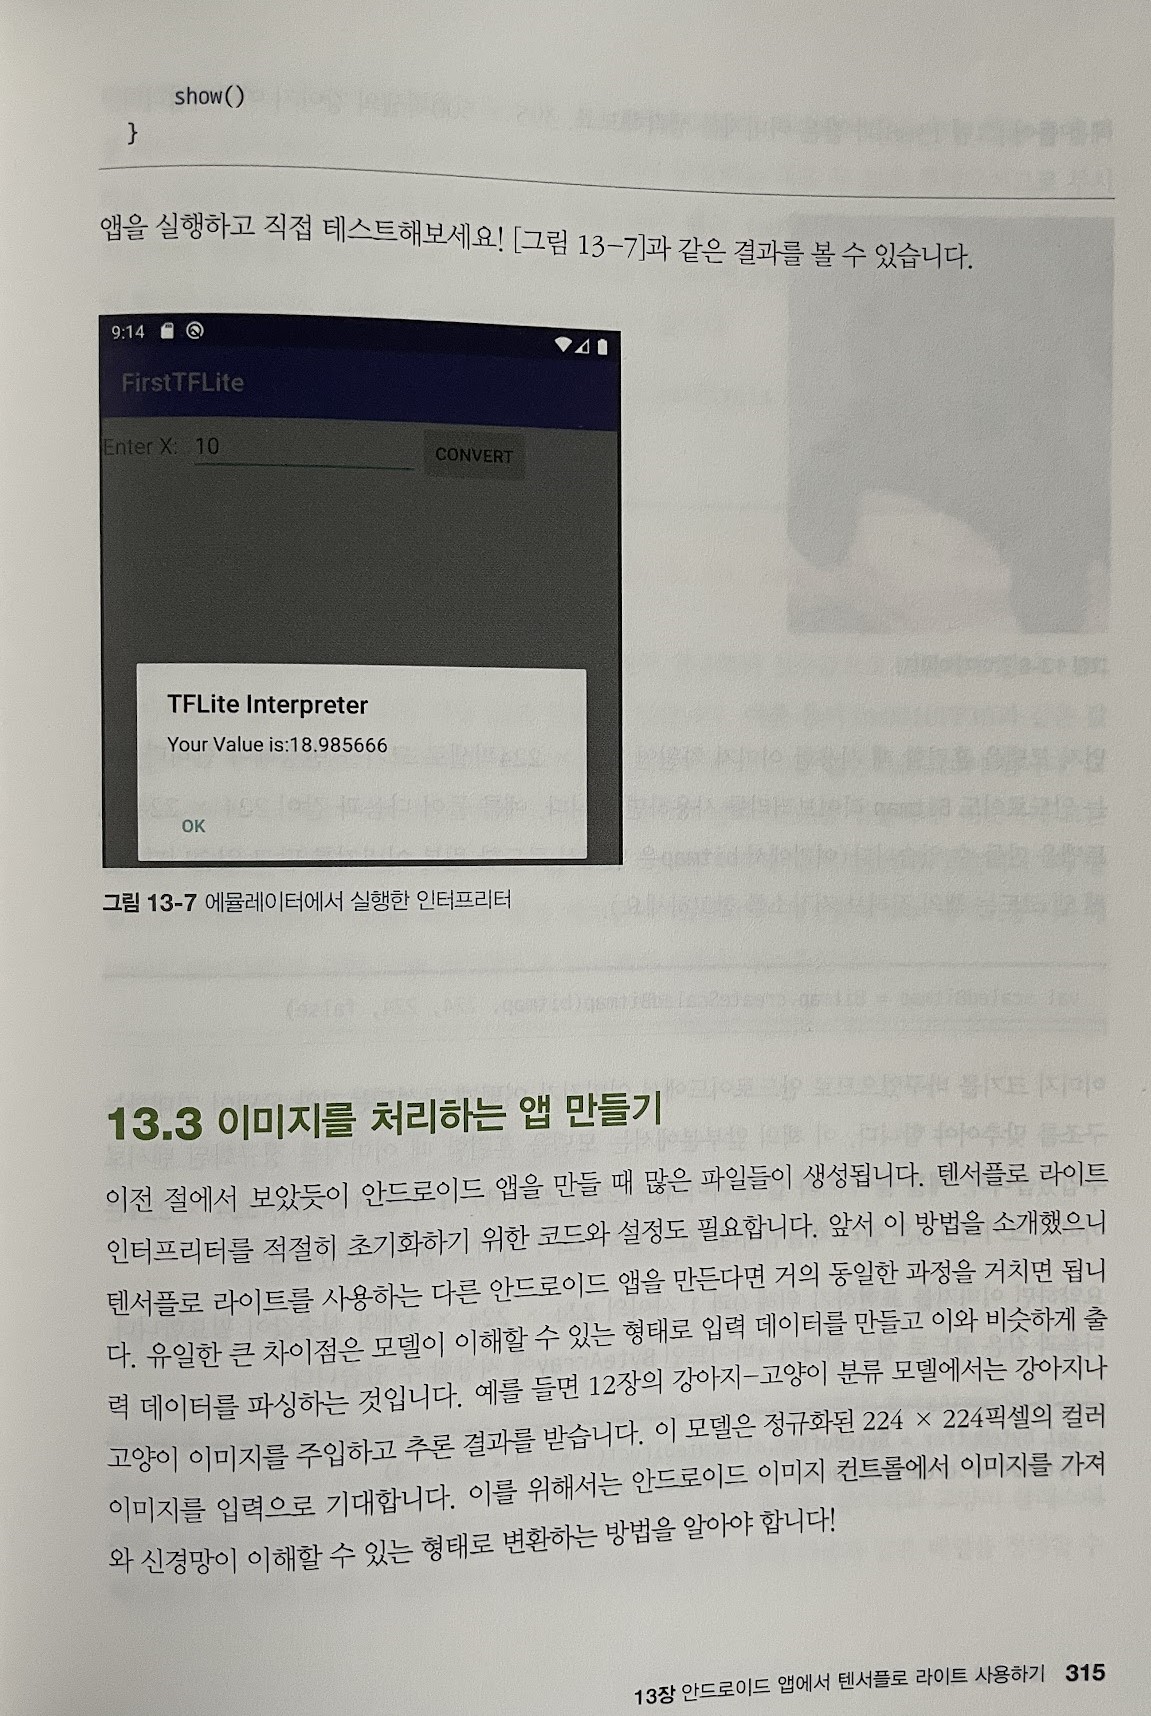 show()
}
앱을 실행하고 직접 테스트해보세요! [그림 13-7]과 같은 결과를 볼 수 있습니다.
9:14
FirstTFLite
Enter X: 10 CONVERT
TFLite Interpreter
Your Value is:18.985666
OK
그림 13-7 에뮬레이터에서 실행한 인터프리터
13.3 이미지를 처리하는 앱 만들기
이전 절에서 보았듯이 안드로이드 앱을 만들 때 많은 파일들이 생성됩니다. 텐서플로 라이트
인터프리터를 적절히 초기화하기 위한 코드와 설정도 필요합니다. 앞서 이 방법을 소개했으니
텐서플로 라이트를 사용하는 다른 안드로이드 앱을 만든다면 거의 동일한 과정을 거치면 됩니
다. 유일한 큰 차이점은 모델이 이해할 수 있는 형태로 입력 데이터를 만들고 이와 비슷하게 출
력 데이터를 파싱하는 것입니다. 예를 들면 12장의 강아지-고양이 분류 모델에서는 강아지나
고양이 이미지를 주입하고 추론 결과를 받습니다. 이 모델은 정규화된 224 × 224픽셀의 컬러
이미지를 입력으로 기대합니다. 이를 위해서는 안드로이드 이미지 컨트롤에서 이미지를 가져
와 신경망이 이해할 수 있는 형태로 변환하는 방법을 알아야 합니다!
13장 안드로이드 앱에서 텐서플로 라이트 사용하기 315